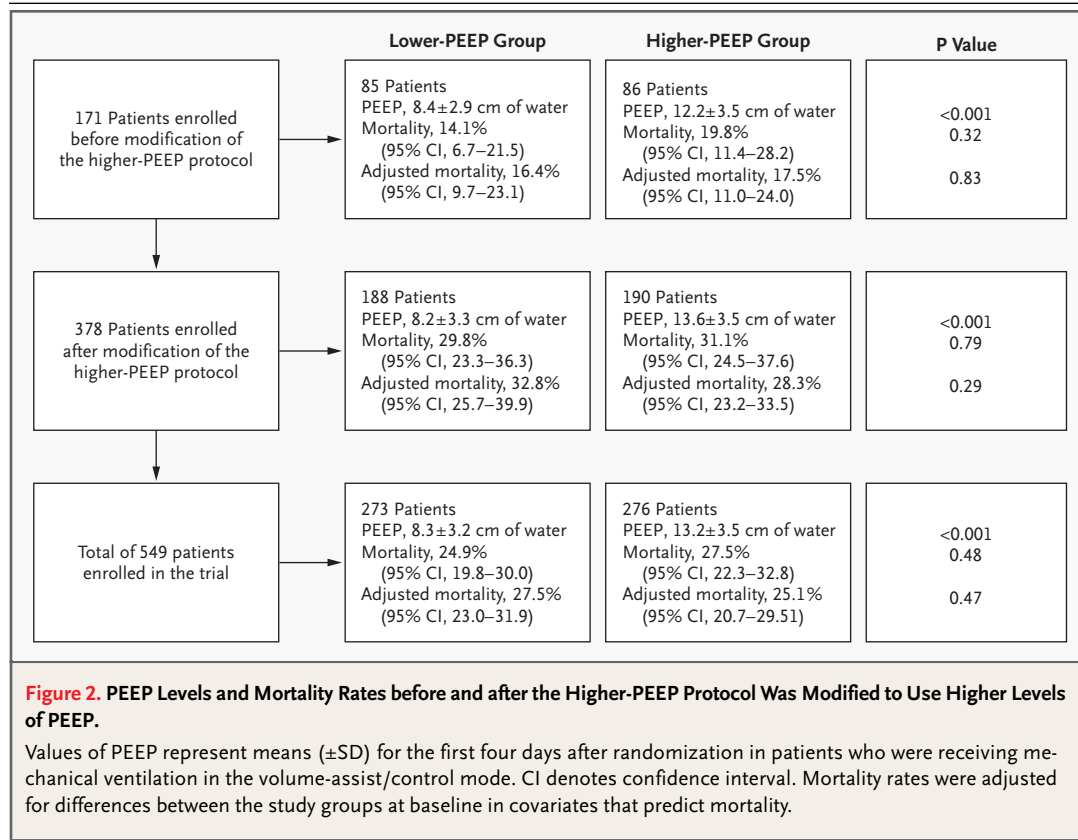 Lower-PEEP Group
Higher-PEEP Group
P Value
171 Patients enrolled
before modification of
the higher-PEEP protocol
85 Patients
PEEP, 8.4±2.9 cm of water
Mortality, 14.1%
(95% CI, 6.7–21.5)
Adjusted mortality, 16.4%
(95% CI, 9.7–23.1)
86 Patients
PEEP, 12.2±3.5 cm of water
Mortality, 19.8%
(95% CI, 11.4–28.2)
Adjusted mortality, 17.5%
(95% CI, 11.0–24.0)
<0.001
0.32
0.83
378 Patients enrolled
after modification of the
higher-PEEP protocol
188 Patients
PEEP, 8.2±3.3 cm of water
Mortality, 29.8%
(95% CI, 23.3–36.3)
Adjusted mortality, 32.8%
(95% CI, 25.7–39.9)
190 Patients
PEEP, 13.6±3.5 cm of water
Mortality, 31.1%
(95% CI, 24.5–37.6)
Adjusted mortality, 28.3%
(95% CI, 23.2–33.5)
<0.001
0.79
0.29
Total of 549 patients
enrolled in the trial
273 Patients
PEEP, 8.3±3.2 cm of water
Mortality, 24.9%
(95% CI, 19.8–30.0)
Adjusted mortality, 27.5%
(95% CI, 23.0–31.9)
276 Patients
PEEP, 13.2±3.5 cm of water
Mortality, 27.5%
(95% CI, 22.3–32.8)
Adjusted mortality, 25.1%
(95% CI, 20.7–29.51)
<0.001
0.48
0.47
Figure 2. PEEP Levels and Mortality Rates before and after the Higher-PEEP Protocol Was Modified to Use Higher Levels
of PEEP.
Values of PEEP represent means (±SD) for the first four days after randomization in patients who were receiving me-
chanical ventilation in the volume-assist/control mode. CI denotes confidence interval. Mortality rates were adjusted
for differences between the study groups at baseline in covariates that predict mortality.